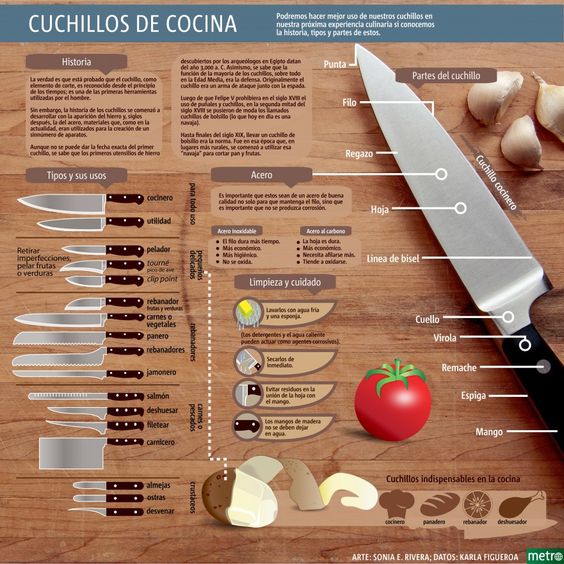 CUCHILLOS DE COCINA
Podremos hacer mejor uso de nuestros cuchillos en
nuestra próxima experiencia culinaria si conocemos
la historia, tipos y partes de estos.
Historia
La verdad es que está probado que el cuchillo, como
elemento de corte, es reconocido desde el principio
de los tiempos; es una de las primeras herramientas
utilizadas por el hombre.
Sin embargo, la historia de los cuchillos se comenzó a
desarrollar con la aparición del hierro y, siglos
después, la del acero, materiales que, como en la
actualidad, eran utilizados para la creación de un
sinnúmero de aparatos.
Aunque no se puede dar la fecha exacta del primer
cuchillo, se sabe que los primeros utensilios de hierro
descubiertos por los arqueólogos en Egipto datan
del año 3,000 a. C. Asimismo, se sabe que la
función de la mayoría de los cuchillos, sobre todo
en la Edad Media, era la defensa. Originalmente el
cuchillo era un arma de ataque junto con la espada.
Luego de que Felipe V prohibiera en el siglo XVIII el
uso de puñales y cuchillos, en la segunda mitad del
siglo XVIII se pusieron de moda los llamados
cuchillos de bolsillo (lo que hoy en día es una
navaja).
Hasta finales del siglo XIX, llevar un cuchillo de
bolsillo era la norma. Fue en esa época que, en
lugares más rurales, se comenzó a utilizar esa
"navaja" para cortar pan y frutas.
Partes del cuchillo
Punta
Filo
Regazo
Hoja
Cuchillo cocinero
Linea de bisel
Cuello
Virola
Remache
Espiga
Mango
Tipos y sus usos
cocinero
utilidad
para todo uso
Retirar
imperfecciones,
pelar frutas
o verduras
pelador
tourné
pico de ave
clip point
pequeños
delicados
rebanador
frutas y verduras
carnes o
vegetales
panero
rebanadores
jamonero
rebanadores
salmón
deshuesar
filetear
carnicero
carnes o
pescados
almejas
ostras
desvenar
crustáceos
Acero
Es importante que estos sean de un acero de buena
calidad no solo para que mantenga el filo, sino que
es importante que no se produzca corrosión.
Acero inoxidable
• El filo dura más tiempo.
• Más económico.
• Más higiénico.
• No se oxida.
Acero al carbono
• La hoja es dura.
• Más económico.
• Necesita afilarse más.
• Tiende a oxidarse.
Limpieza y cuidado
Lavarlos con agua fría
y una esponja.
(Los detergentes y el agua caliente
pueden actuar como agentes corrosivos).
Secarlos de
inmediato.
Evitar residuos en la
unión de la hoja con
el mango.
Los mangos de madera
no se deben dejar
en agua.
Cuchillos indispensables en la cocina
cocinero
panadero
rebanador
deshuesador
ARTE: SONIA E. RIVERA; DATOS: KARLA FIGUEROA
metro